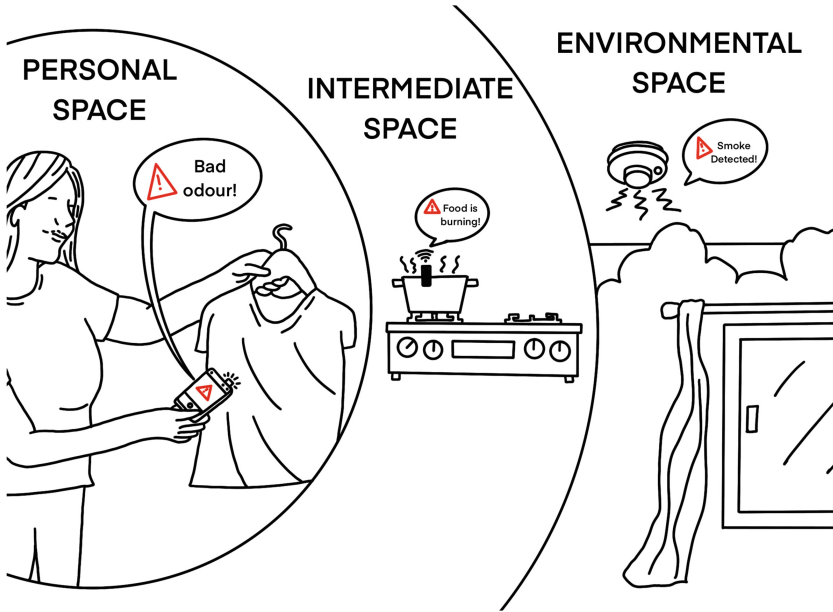 PERSONAL
SPACE
Bad
odour!
INTERMEDIATE
SPACE
Food is
burning!
ENVIRONMENTAL
SPACE
Smoke
Detected!